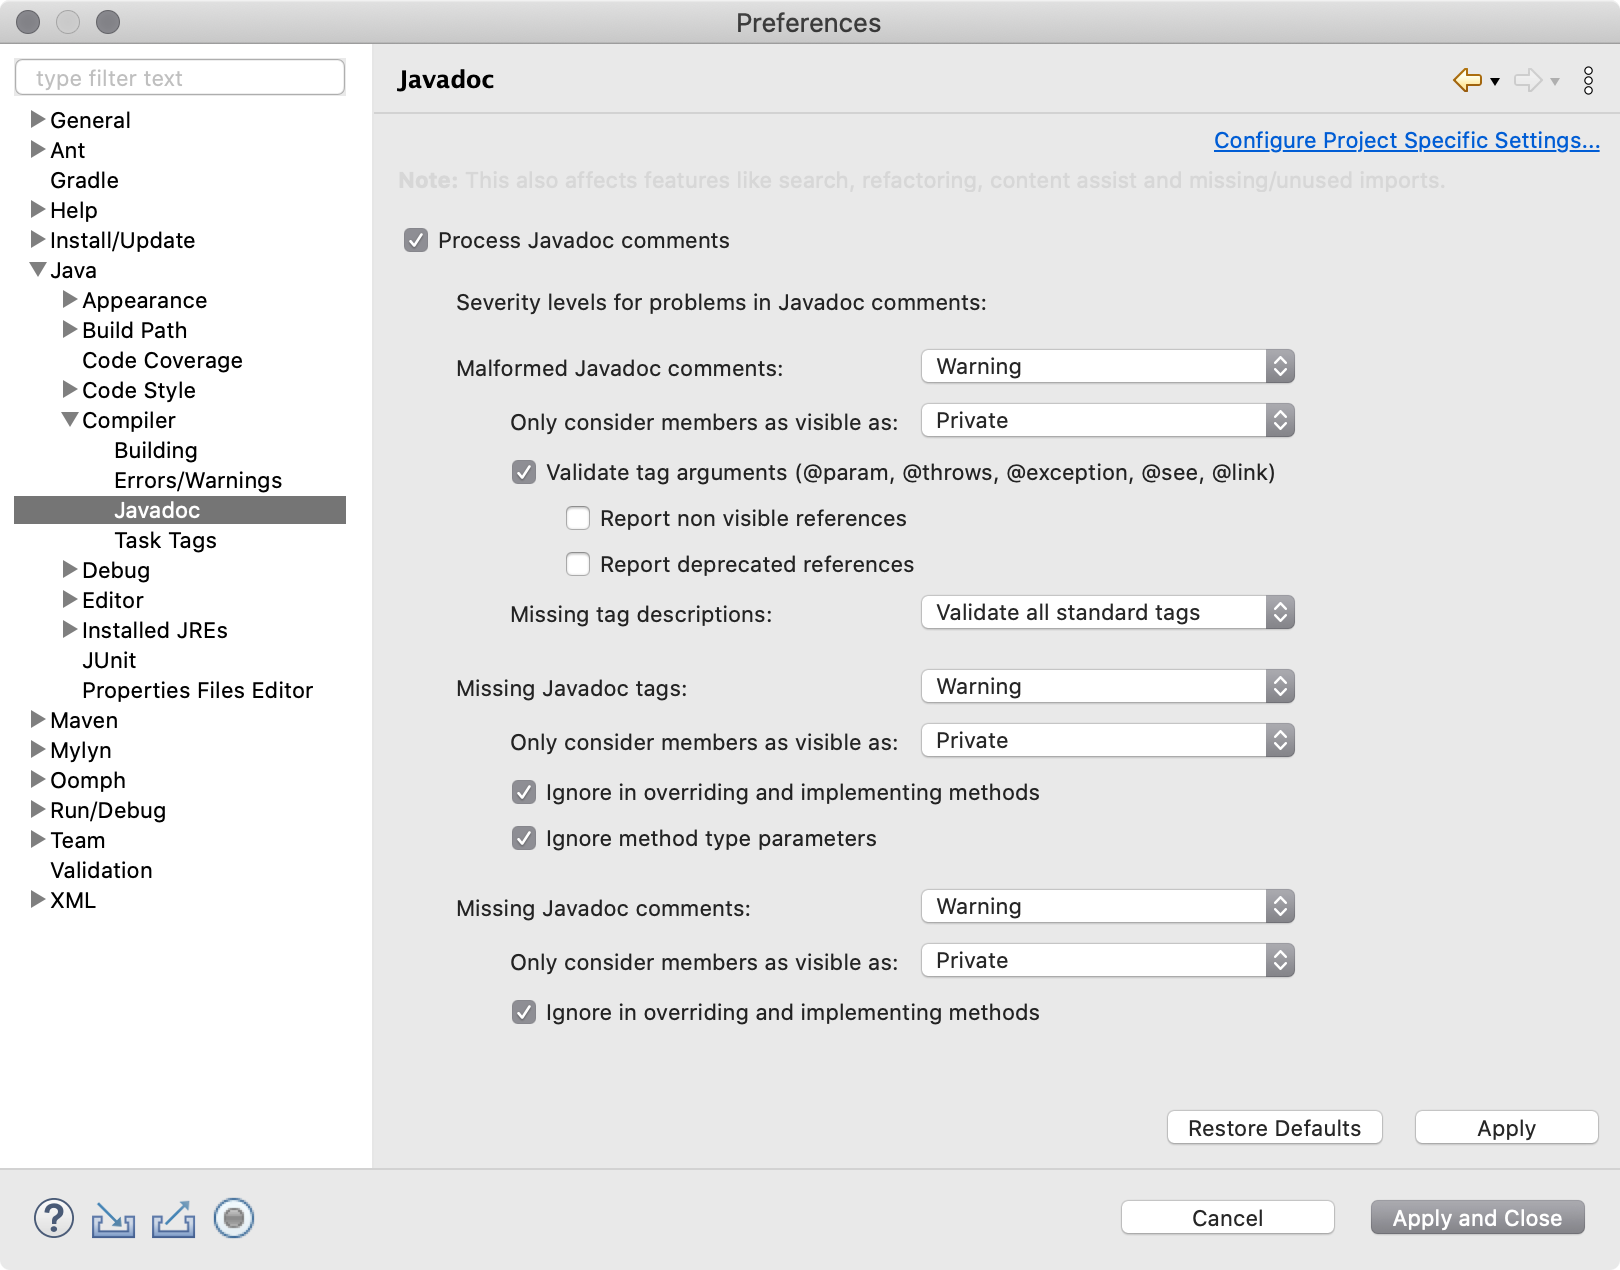 Preferences
type filter text
General
Ant
Gradle
Help
Install/Update
Java
Appearance
Build Path
Code Coverage
Code Style
Compiler
Building
Errors/Warnings
Javadoc
Task Tags
Debug
Editor
Installed JREs
JUnit
Properties Files Editor
Maven
Mylyn
Oomph
Run/Debug
Team
Validation
XML
Javadoc
Configure Project Specific Settings...
Note: This also affects features like search, refactoring, content assist and missing/unused imports.
Process Javadoc comments
Severity levels for problems in Javadoc comments:
Malformed Javadoc comments: Warning
Only consider members as visible as: Private
Validate tag arguments (@param, @throws, @exception, @see, @link)
Report non visible references
Report deprecated references
Missing tag descriptions: Validate all standard tags
Missing Javadoc tags: Warning
Only consider members as visible as: Private
Ignore in overriding and implementing methods
Ignore method type parameters
Missing Javadoc comments: Warning
Only consider members as visible as: Private
Ignore in overriding and implementing methods
Restore Defaults Apply
? Cancel Apply and Close